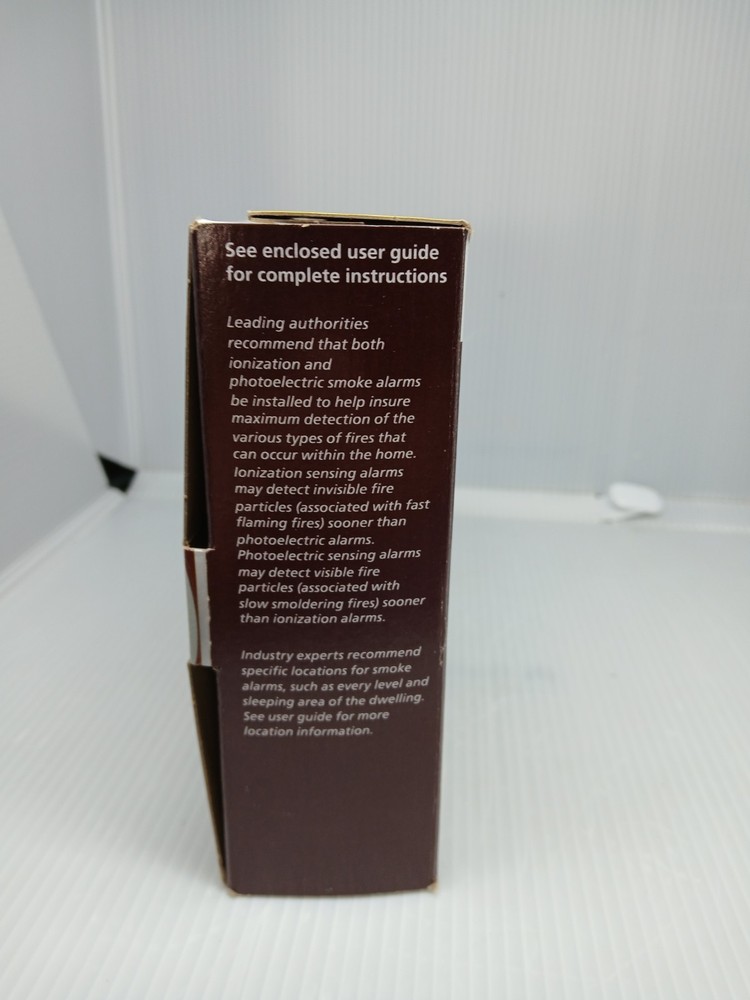 See enclosed user guide
for complete instructions
Leading authorities
recommend that both
ionization and
photoelectric smoke alarms
be installed to help insure
maximum detection of the
various types of fires that
can occur within the home.
Ionization sensing alarms
may detect invisible fire
particles (associated with fast
flaming fires) sooner than
photoelectric alarms.
Photoelectric sensing alarms
may detect visible fire
particles (associated with
slow smoldering fires) sooner
than ionization alarms.
Industry experts recommend
specific locations for smoke
alarms, such as every level and
sleeping area of the dwelling.
See user guide for more
location information.